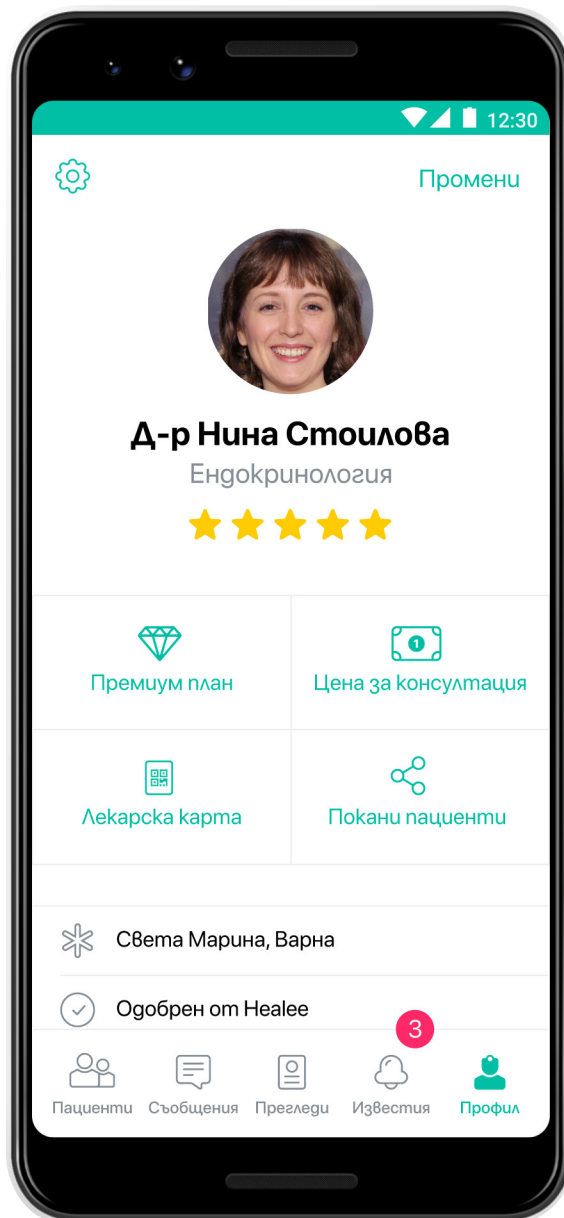 12:30
Промени
Д-р Нина Стоилова
Ендокринология
Премиум план
Цена за консултация
Лекарска карта
Покани пациенти
Света Марина, Варна
Одобрен от Healee
3
Пациенти Съобщения Прегледи Известия Профил